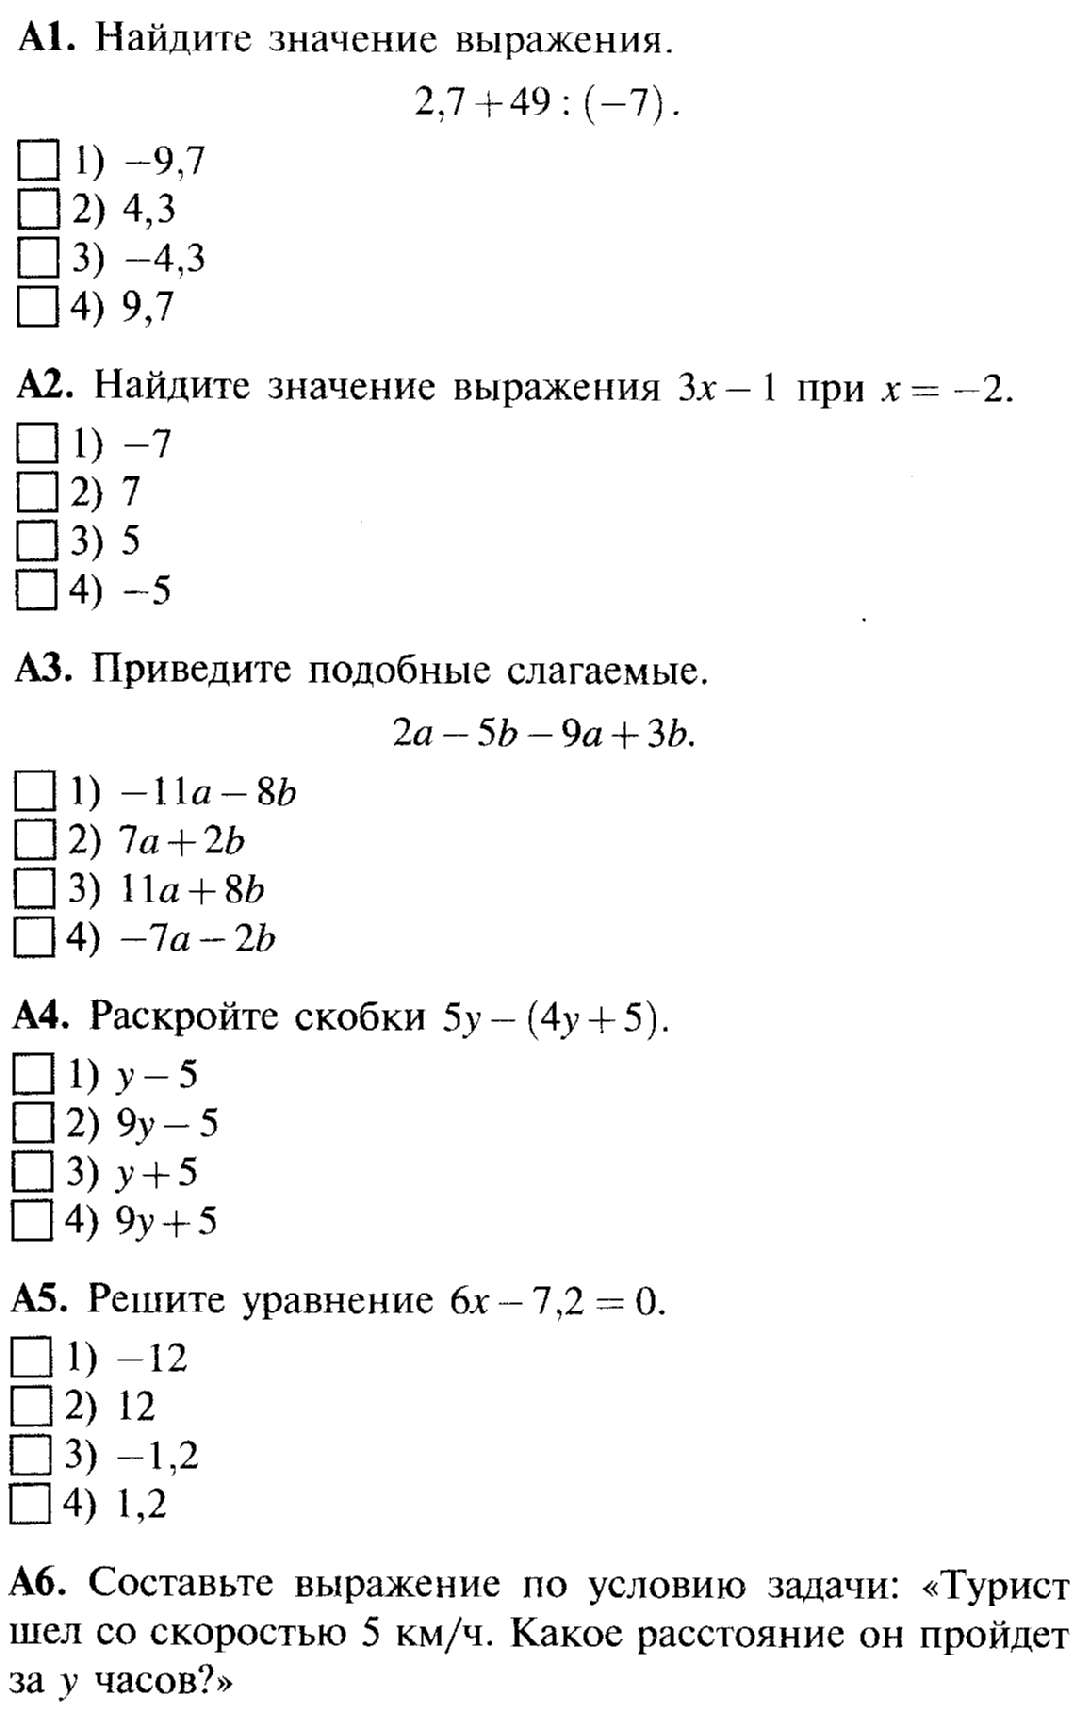 А1. Найдите значение выражения.
2,7 + 49 : (−7).
1) −9,7
2) 4,3
3) −4,3
4) 9,7
А2. Найдите значение выражения 3x − 1 при x = −2.
1) −7
2) 7
3) 5
4) −5
А3. Приведите подобные слагаемые.
2a − 5b − 9a + 3b.
1) −11a − 8b
2) 7a + 2b
3) 11a + 8b
4) −7a − 2b
А4. Раскройте скобки 5y − (4y + 5).
1) y − 5
2) 9y − 5
3) y + 5
4) 9y + 5
А5. Решите уравнение 6x − 7,2 = 0.
1) −12
2) 12
3) −1,2
4) 1,2
А6. Составьте выражение по условию задачи: «Турист
шел со скоростью 5 км/ч. Какое расстояние он пройдет
за y часов?»